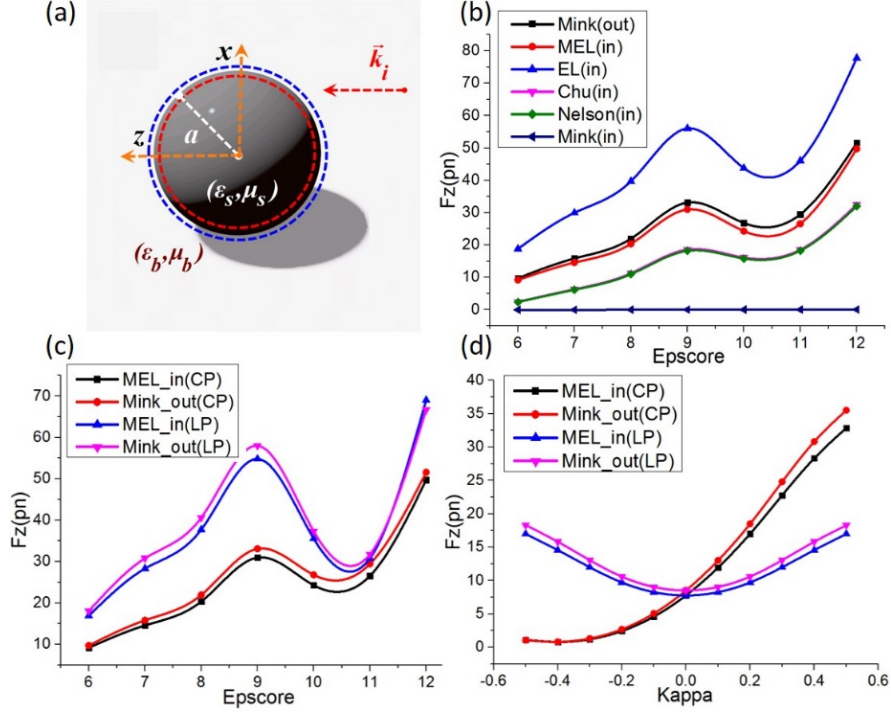 (a)
x
k⃗ᵢ
z
a
(εₛ,μₛ)
(ε_b,μ_b)
(b)
Mink(out)
MEL(in)
EL(in)
Chu(in)
Nelson(in)
Mink(in)
Fz(pn)
80
70
60
50
40
30
20
10
0
6 7 8 9 10 11 12
Epscore
(c)
MEL_in(CP)
Mink_out(CP)
MEL_in(LP)
Mink_out(LP)
Fz(pn)
70
60
50
40
30
20
10
6 7 8 9 10 11 12
Epscore
(d)
MEL_in(CP)
Mink_out(CP)
MEL_in(LP)
Mink_out(LP)
Fz(pn)
40
35
30
25
20
15
10
5
0
-0.6 -0.4 -0.2 0.0 0.2 0.4 0.6
Kappa